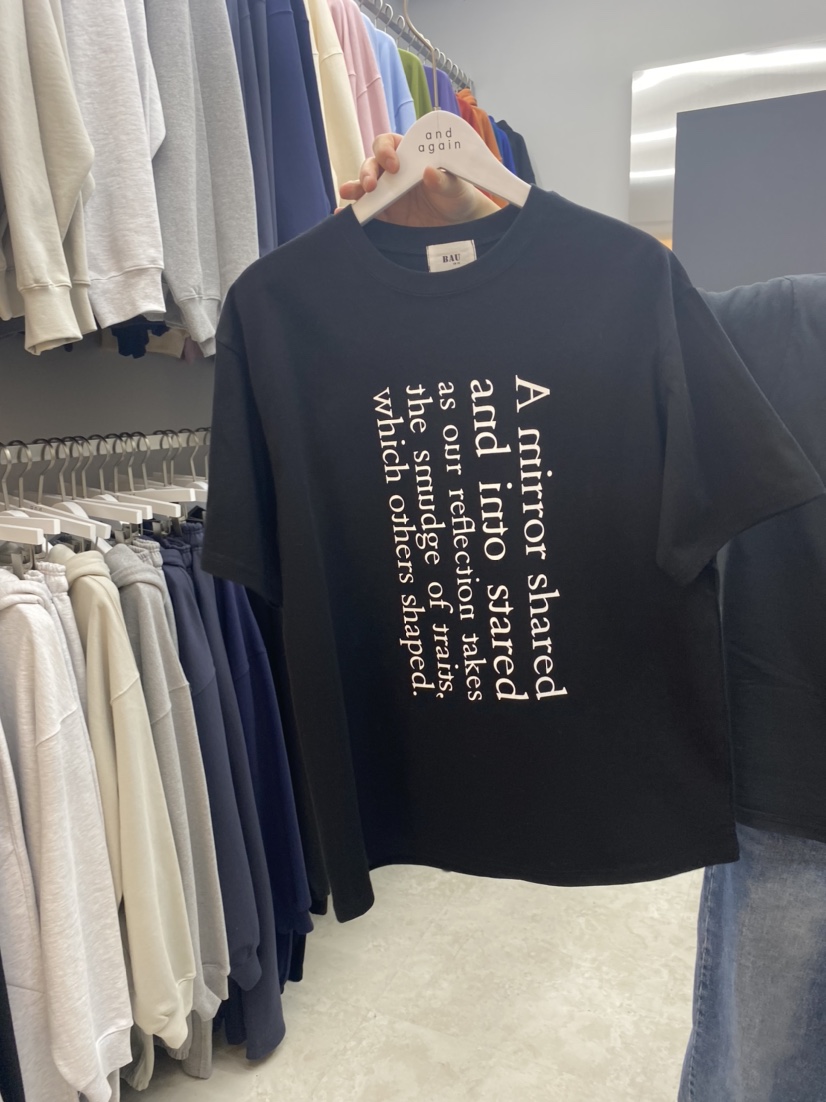 and
again
BAU
A mirror shared
and into stared
as our reflection takes
the smudge of traits,
which others shaped.